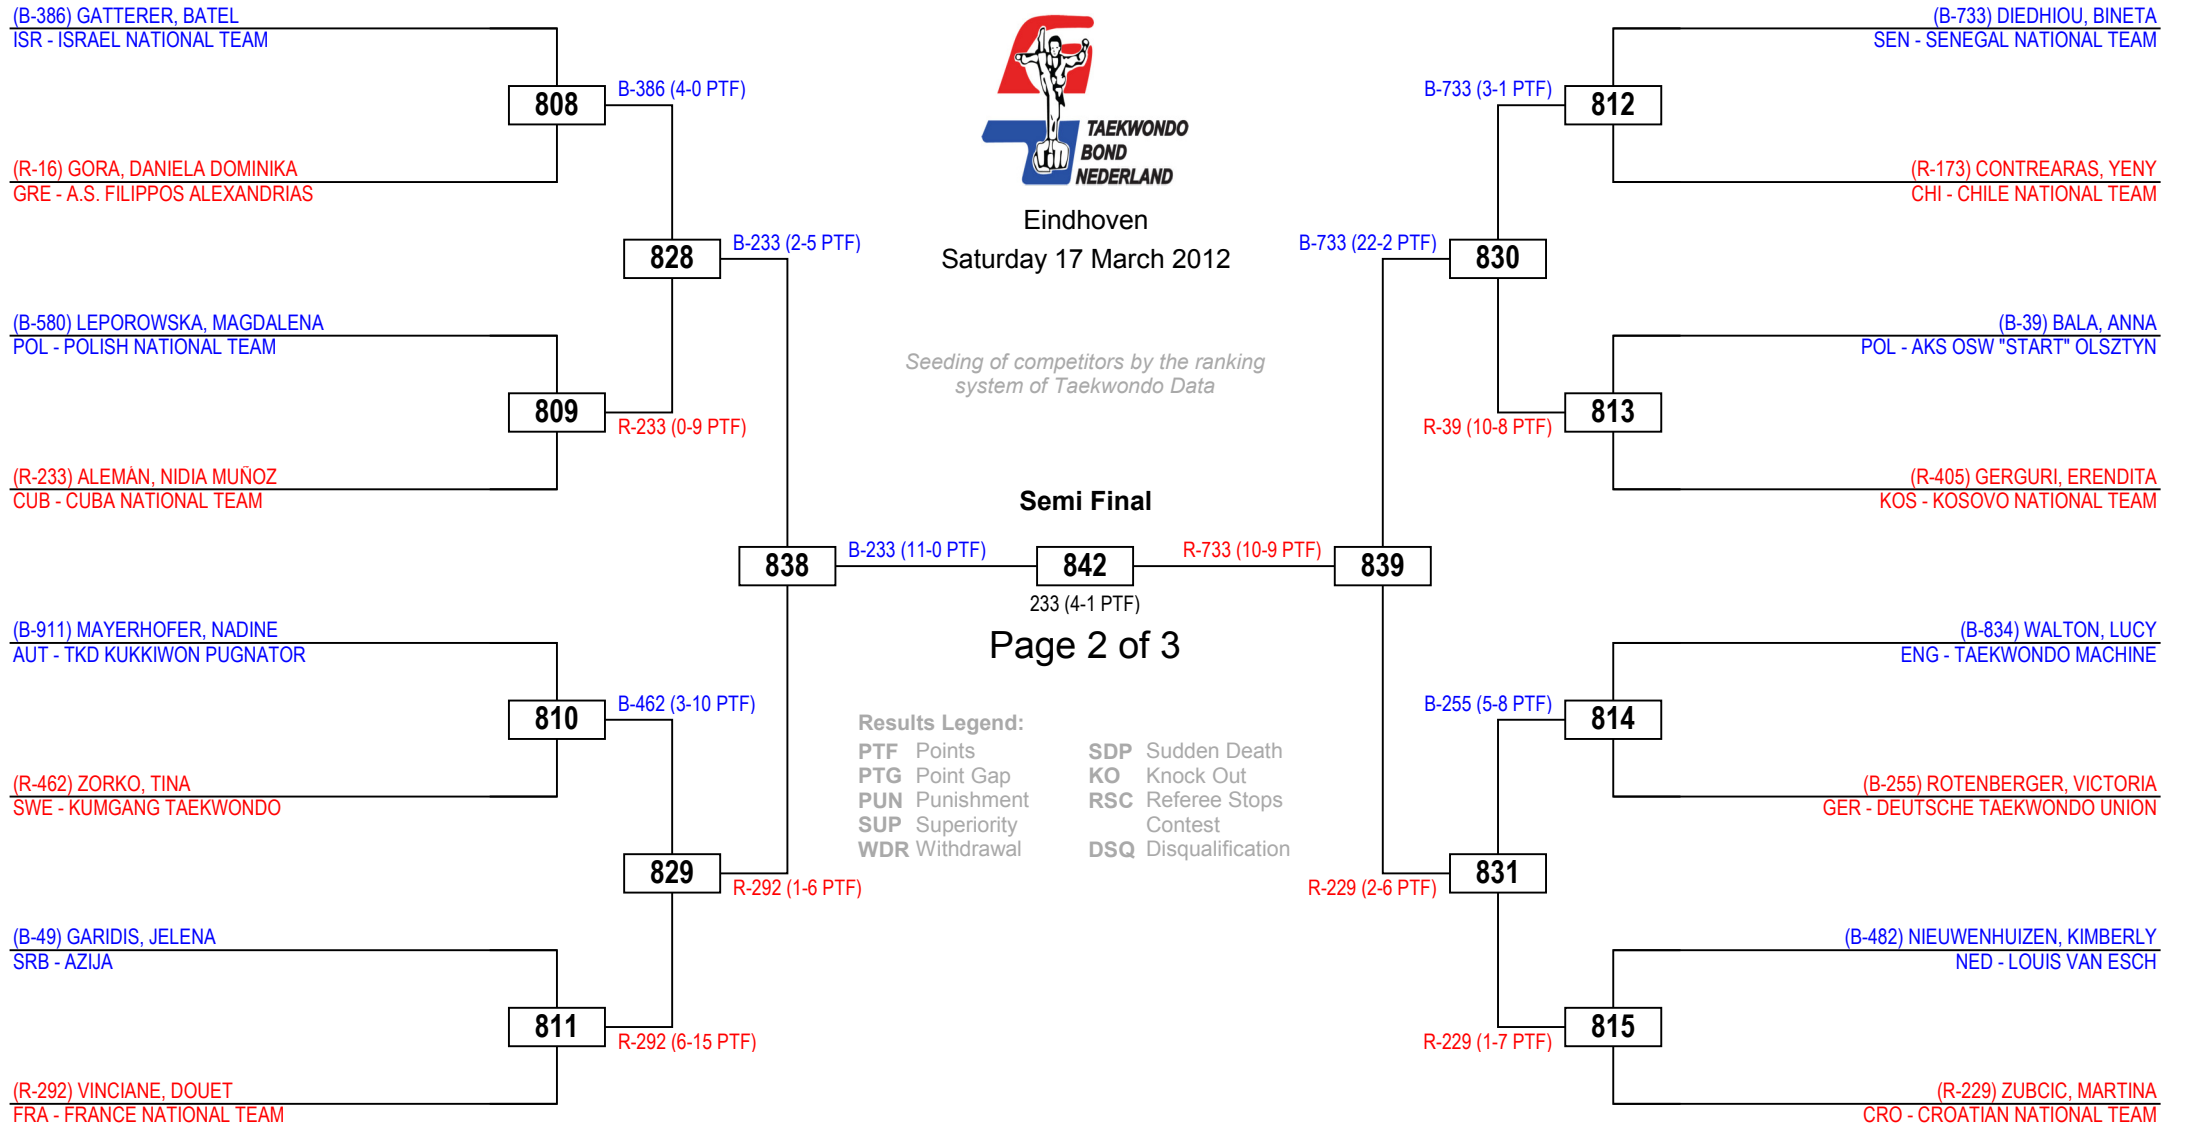 (B-386) GATTERER, BATEL
ISR - ISRAEL NATIONAL TEAM
808
B-386 (4-0 PTF)
(R-16) GORA, DANIELA DOMINIKA
GRE - A.S. FILIPPOS ALEXANDRIAS
828
B-233 (2-5 PTF)
(B-580) LEPOROWSKA, MAGDALENA
POL - POLISH NATIONAL TEAM
809
R-233 (0-9 PTF)
(R-233) ALEMÁN, NIDIA MUÑOZ
CUB - CUBA NATIONAL TEAM
838
B-233 (11-0 PTF)
(B-911) MAYERHOFER, NADINE
AUT - TKD KUKKIWON PUGNATOR
810
B-462 (3-10 PTF)
(R-462) ZORKO, TINA
SWE - KUMGANG TAEKWONDO
829
R-292 (1-6 PTF)
(B-49) GARIDIS, JELENA
SRB - AZIJA
811
R-292 (6-15 PTF)
(R-292) VINCIANE, DOUET
FRA - FRANCE NATIONAL TEAM
TAEKWONDO
BOND
NEDERLAND
Eindhoven
Saturday 17 March 2012
Seeding of competitors by the ranking
system of Taekwondo Data
Semi Final
842
233 (4-1 PTF)
Page 2 of 3
Results Legend:
PTF Points
PTG Point Gap
PUN Punishment
SUP Superiority
WDR Withdrawal
SDP Sudden Death
KO Knock Out
RSC Referee Stops
Contest
DSQ Disqualification
(B-733) DIEDHIOU, BINETA
SEN - SENEGAL NATIONAL TEAM
B-733 (3-1 PTF)
812
(R-173) CONTREARAS, YENY
CHI - CHILE NATIONAL TEAM
B-733 (22-2 PTF)
830
(B-39) BALA, ANNA
POL - AKS OSW "START" OLSZTYN
R-39 (10-8 PTF)
813
(R-405) GERGURI, ERENDITA
KOS - KOSOVO NATIONAL TEAM
R-733 (10-9 PTF)
839
(B-834) WALTON, LUCY
ENG - TAEKWONDO MACHINE
B-255 (5-8 PTF)
814
(B-255) ROTENBERGER, VICTORIA
GER - DEUTSCHE TAEKWONDO UNION
R-229 (2-6 PTF)
831
(B-482) NIEUWENHUIZEN, KIMBERLY
NED - LOUIS VAN ESCH
R-229 (1-7 PTF)
815
(R-229) ZUBCIC, MARTINA
CRO - CROATIAN NATIONAL TEAM